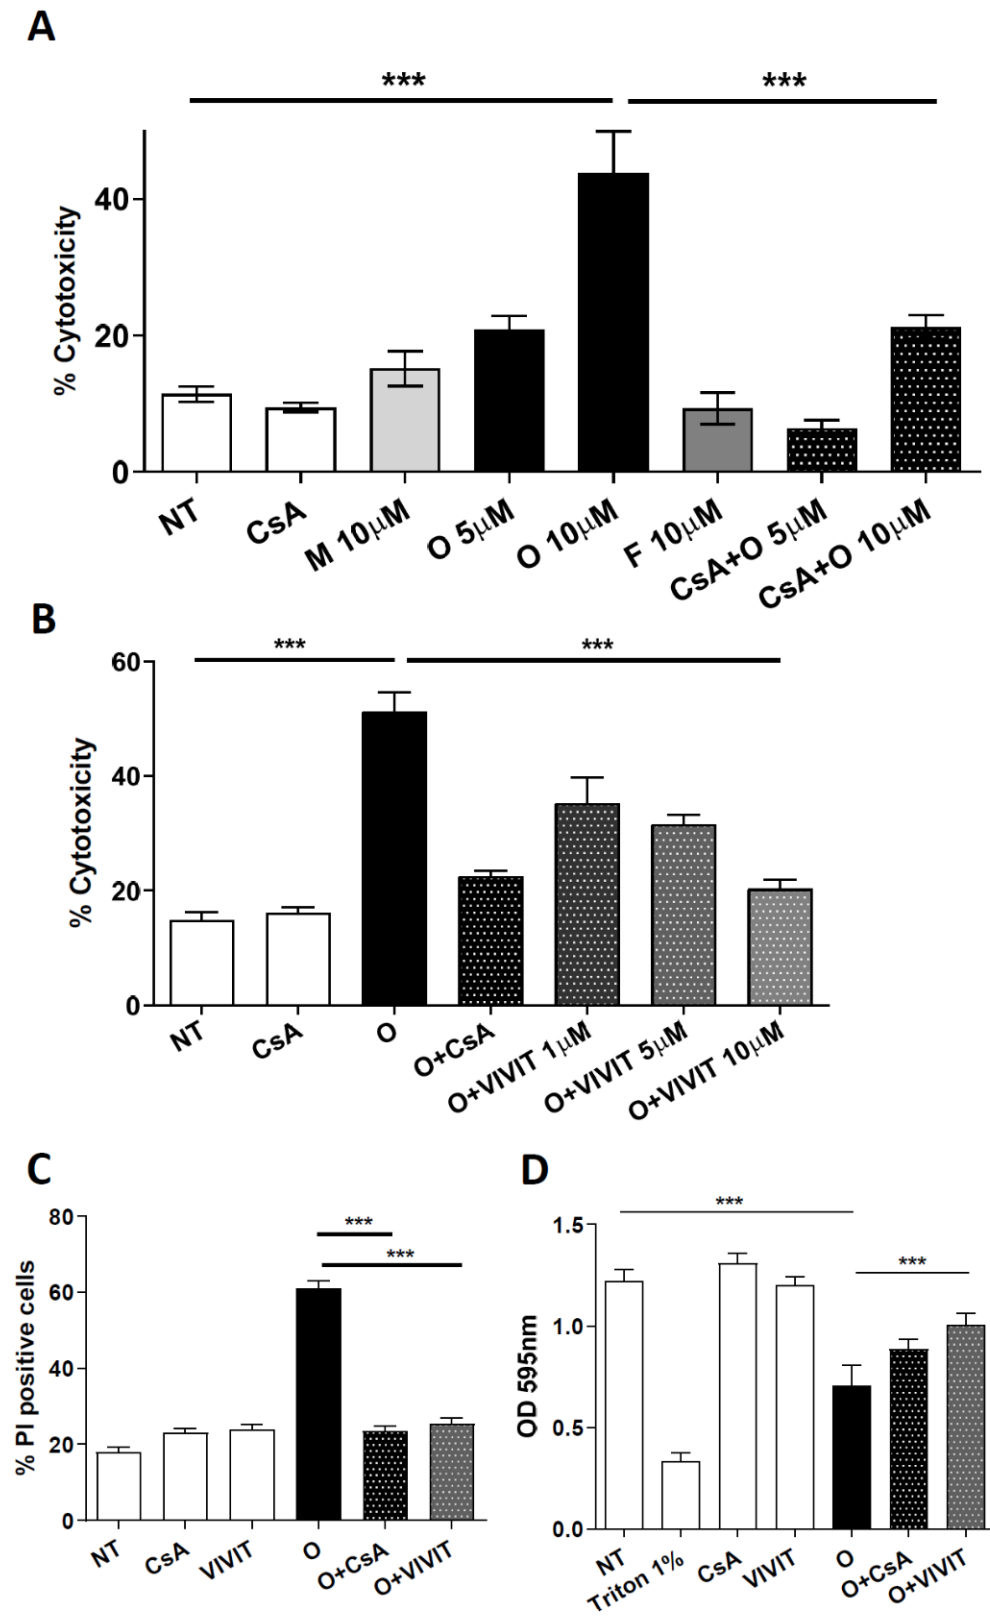 A
*** ***
% Cytotoxicity
40
20
0
NT CsA M 10μM O 5μM O 10μM F 10μM CsA+O 5μM CsA+O 10μM
B
*** ***
% Cytotoxicity
60
40
20
0
NT CsA O O+CsA O+VIVIT 1μM O+VIVIT 5μM O+VIVIT 10μM
C
***
***
% PI positive cells
80
60
40
20
0
NT CsA VIVIT O O+CsA O+VIVIT
D
***
***
OD 595nm
1.5
1.0
0.5
0.0
NT Triton 1% CsA VIVIT O O+CsA O+VIVIT